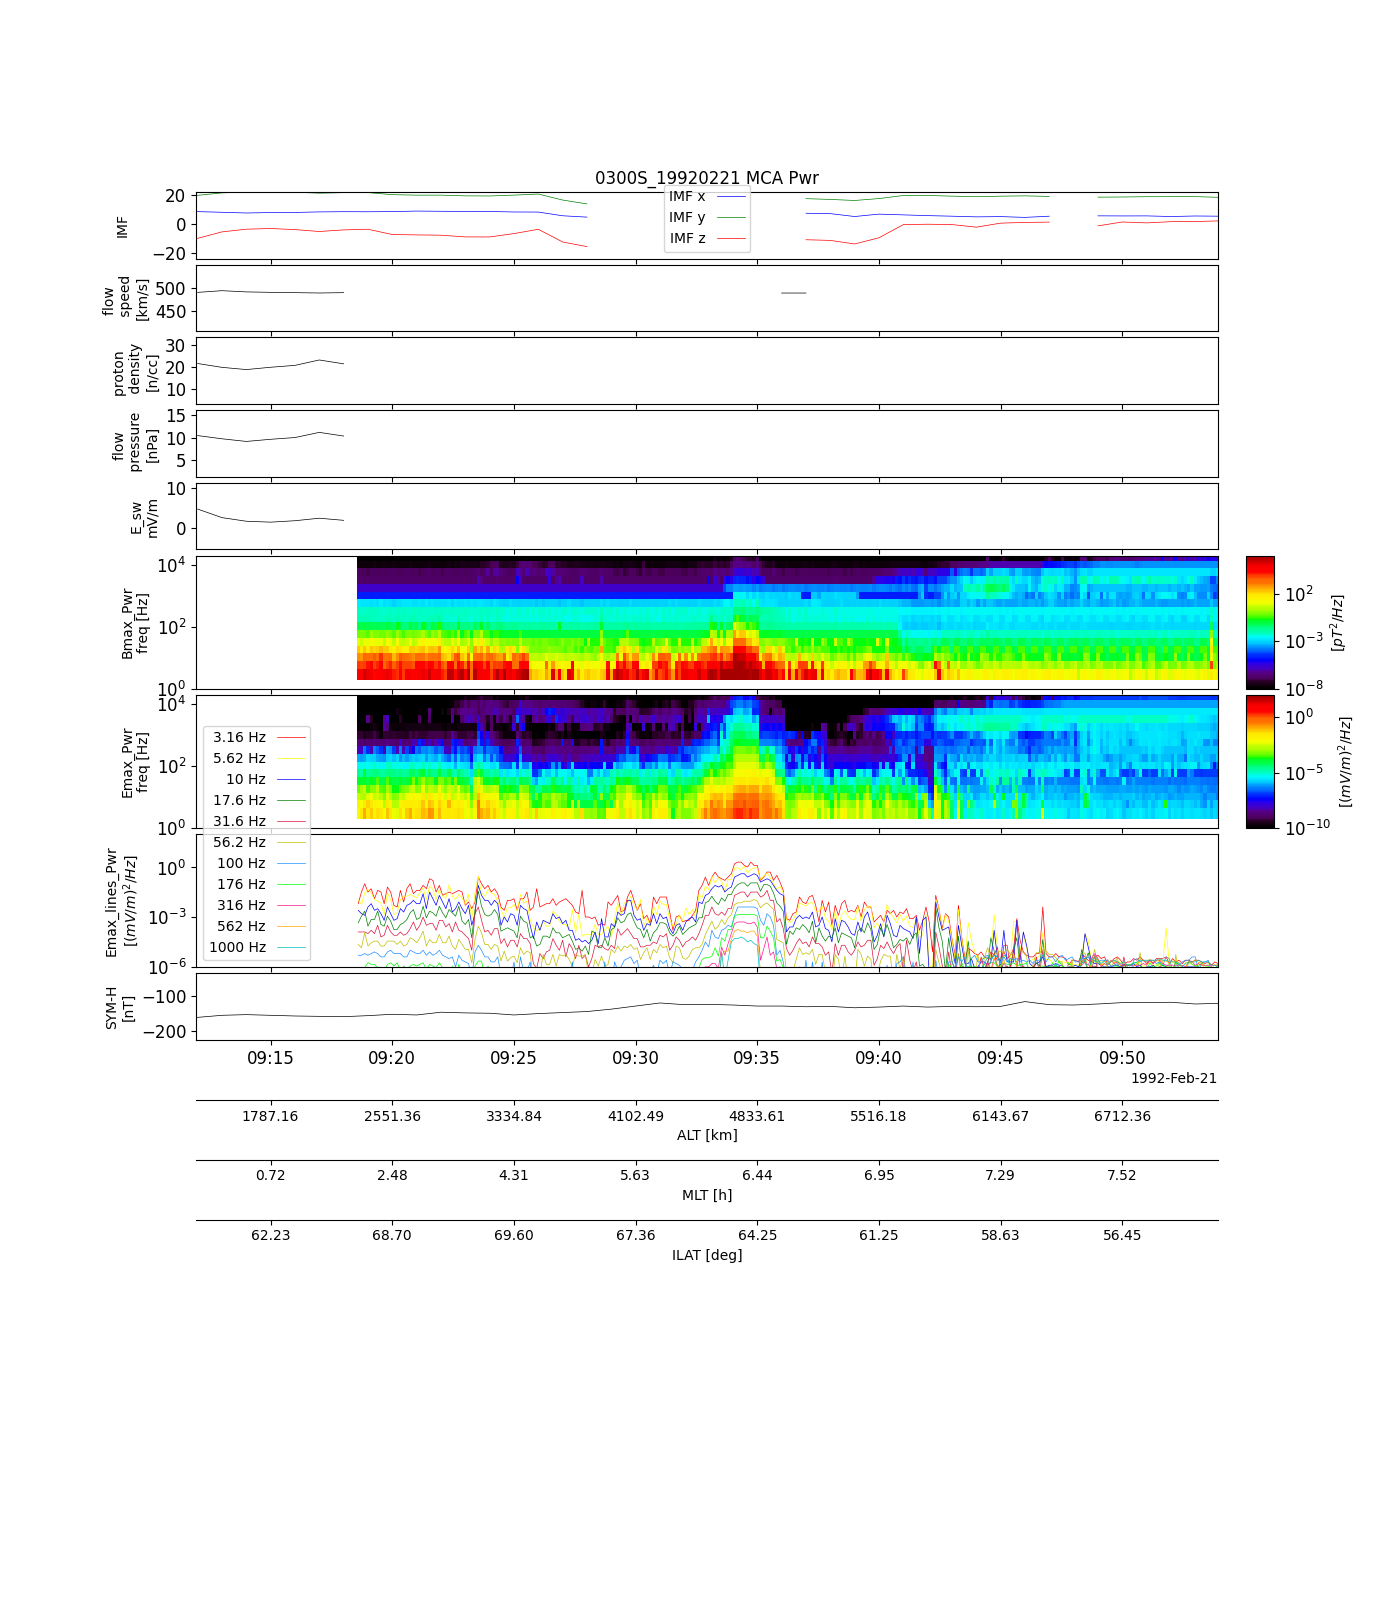 0300S_19920221 MCA Pwr
20
0
−20
IMF
IMF x
IMF y
IMF z
500
450
flow
speed
[km/s]
30
20
10
proton
density
[n/cc]
15
10
5
flow
pressure
[nPa]
10
0
E_sw
mV/m
10^4
10^2
10^0
Bmax_Pwr
freq [Hz]
10^2
10^−3
10^−8
[pT^2/Hz]
10^4
10^2
10^0
Emax_Pwr
freq [Hz]
10^0
10^−5
10^−10
[(mV/m)^2/Hz]
3.16 Hz
5.62 Hz
10 Hz
17.6 Hz
31.6 Hz
56.2 Hz
100 Hz
176 Hz
316 Hz
562 Hz
1000 Hz
10^0
10^−3
10^−6
Emax_lines_Pwr
[(mV/m)^2/Hz]
−100
−200
SYM-H
[nT]
09:15 09:20 09:25 09:30 09:35 09:40 09:45 09:50
1992-Feb-21
1787.16 2551.36 3334.84 4102.49 4833.61 5516.18 6143.67 6712.36
ALT [km]
0.72 2.48 4.31 5.63 6.44 6.95 7.29 7.52
MLT [h]
62.23 68.70 69.60 67.36 64.25 61.25 58.63 56.45
ILAT [deg]